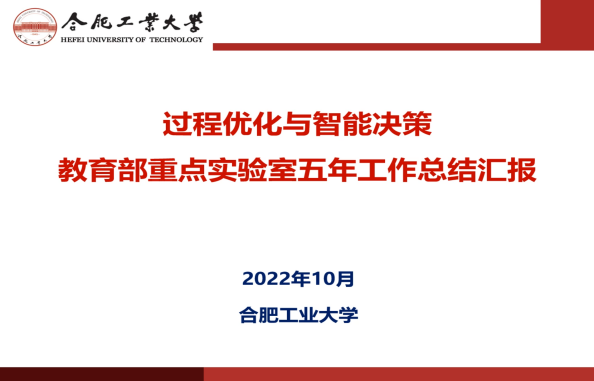 合肥工業大學
HEFEI UNIVERSITY OF TECHNOLOGY
过程优化与智能决策
教育部重点实验室五年工作总结汇报
2022年10月
合肥工业大学